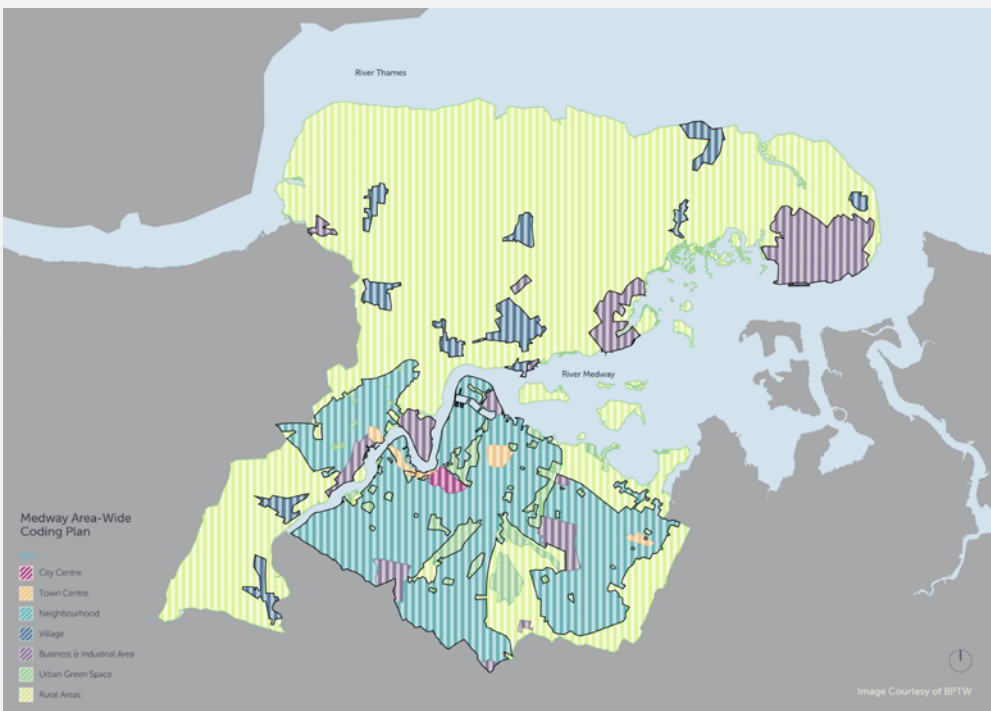 River Thames
River Medway
Medway Area-Wide
Coding Plan
City Centre
Town Centre
Neighbourhood
Village
Business & Industrial Area
Urban Green Space
Rural Areas
Image Courtesy of BPTW